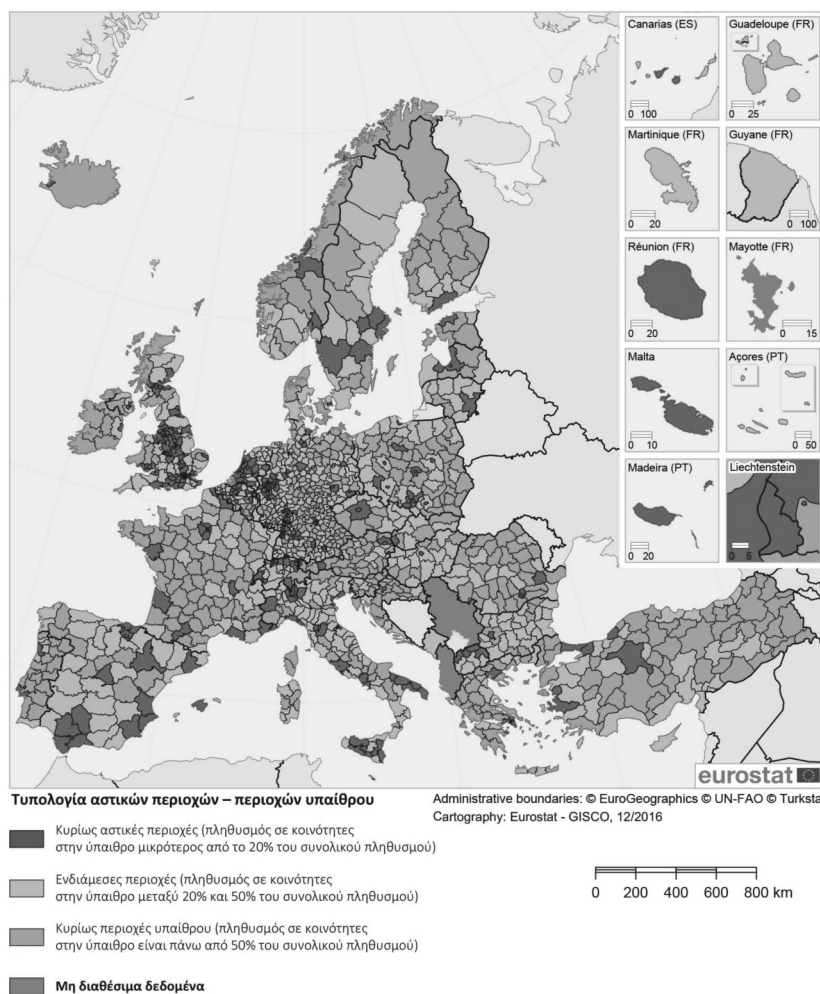 Canarias (ES)
0 100
Guadeloupe (FR)
0 25
Martinique (FR)
0 20
Guyane (FR)
0 100
Réunion (FR)
0 20
Mayotte (FR)
0 15
Malta
0 10
Açores (PT)
0 50
Madeira (PT)
0 20
Liechtenstein
0 5
eurostat
Τυπολογία αστικών περιοχών – περιοχών υπαίθρου
Administrative boundaries: © EuroGeographics © UN-FAO © Turksta
Cartography: Eurostat - GISCO, 12/2016
Κυρίως αστικές περιοχές (πληθυσμός σε κοινότητες
στην ύπαιθρο μικρότερος από το 20% του συνολικού πληθυσμού)
Ενδιάμεσες περιοχές (πληθυσμός σε κοινότητες
στην ύπαιθρο μεταξύ 20% και 50% του συνολικού πληθυσμού)
Κυρίως περιοχές υπαίθρου (πληθυσμός σε κοινότητες
στην ύπαιθρο είναι πάνω από 50% του συνολικού πληθυσμού)
Μη διαθέσιμα δεδομένα
0 200 400 600 800 km